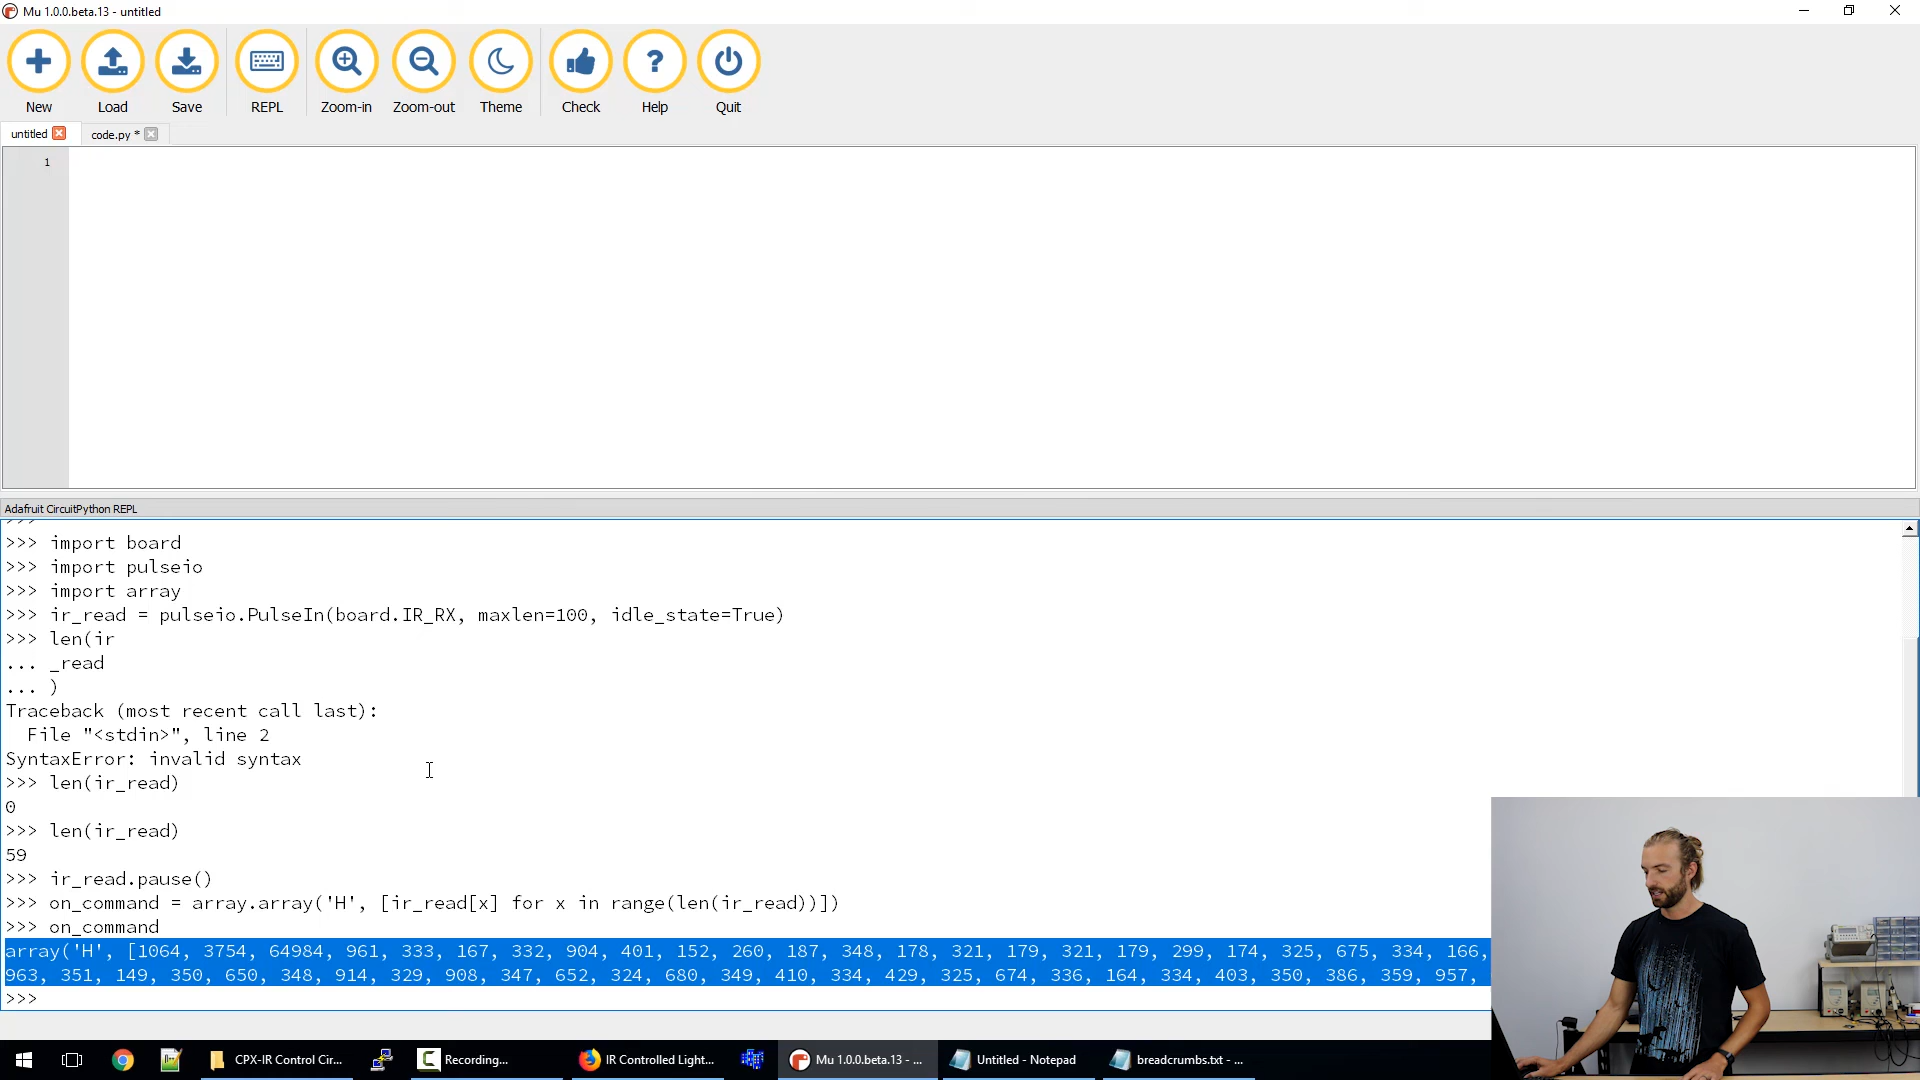 Mu 1.0.0.beta.13 - untitled
New Load Save REPL Zoom-in Zoom-out Theme Check Help Quit
untitled code.py *
1
Adafruit CircuitPython REPL
>>>
>>> import board
>>> import pulseio
>>> import array
>>> ir_read = pulseio.PulseIn(board.IR_RX, maxlen=100, idle_state=True)
>>> len(ir
... _read
... )
Traceback (most recent call last):
  File "<stdin>", line 2
SyntaxError: invalid syntax
>>> len(ir_read)
0
>>> len(ir_read)
59
>>> ir_read.pause()
>>> on_command = array.array('H', [ir_read[x] for x in range(len(ir_read))])
>>> on_command
array('H', [1064, 3754, 64984, 961, 333, 167, 332, 904, 401, 152, 260, 187, 348, 178, 321, 179, 321, 179, 299, 174, 325, 675, 334, 166,
963, 351, 149, 350, 650, 348, 914, 329, 908, 347, 652, 324, 680, 349, 410, 334, 429, 325, 674, 336, 164, 334, 403, 350, 386, 359, 957,
>>>
CPX-IR Control Cir... Recording... IR Controlled Light... Mu 1.0.0.beta.13 - ... Untitled - Notepad breadcrumbs.txt - ...